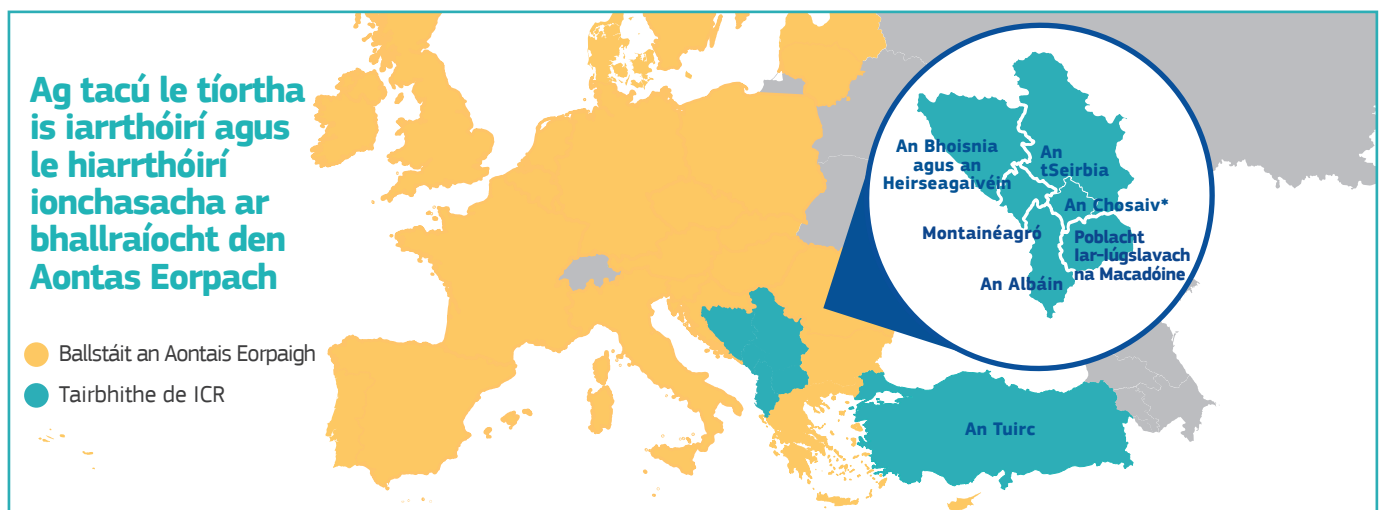 Ag tacú le tíortha
is iarrthóirí agus
le hiarrthóirí
ionchasacha ar
bhallraíocht den
Aontas Eorpach
Ballstáit an Aontais Eorpaigh
Tairbhithe de ICR
An Bhoisnia
agus an
Heirseagaivéin
An
tSeirbia
An Chosaiv*
Montainéagró
Poblacht
Iar-Iúgslavach
na Macadóine
An Albáin
An Tuirc